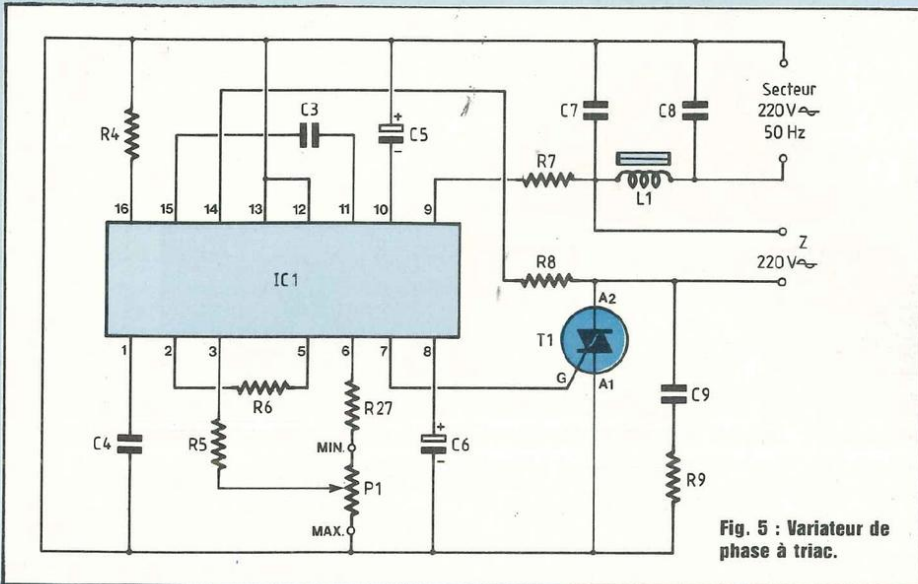 Secteur
220 V~
50 Hz
C7
C8
C3
R4
C5
+
-
R7
L1
16
15
14
13
12
11
10
9
Z
220 V~
R8
IC1
A2
T1
G
A1
1
2
3
5
6
7
8
R6
R27
C9
C4
R5
MIN.
+
C6
-
P1
R9
MAX.
Fig. 5 : Variateur de
phase à triac.